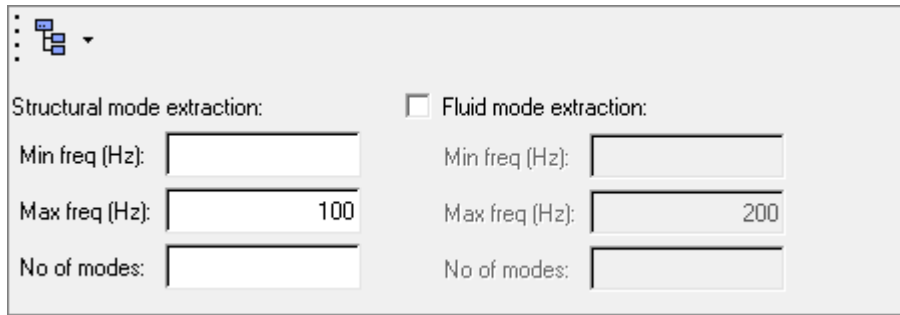 Structural mode extraction:
Fluid mode extraction:
Min freq (Hz):
Min freq (Hz):
Max freq (Hz): 100
Max freq (Hz): 200
No of modes:
No of modes: